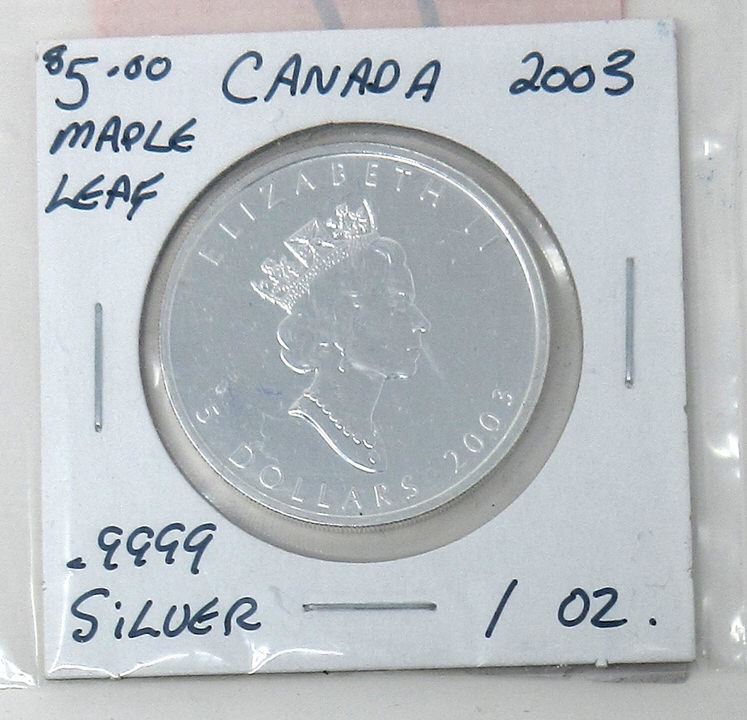 $5.00 CANADA 2003
MAPLE
LEAF
ELIZABETH II
5 DOLLARS 2003
.9999
SiLVER 1 OZ.